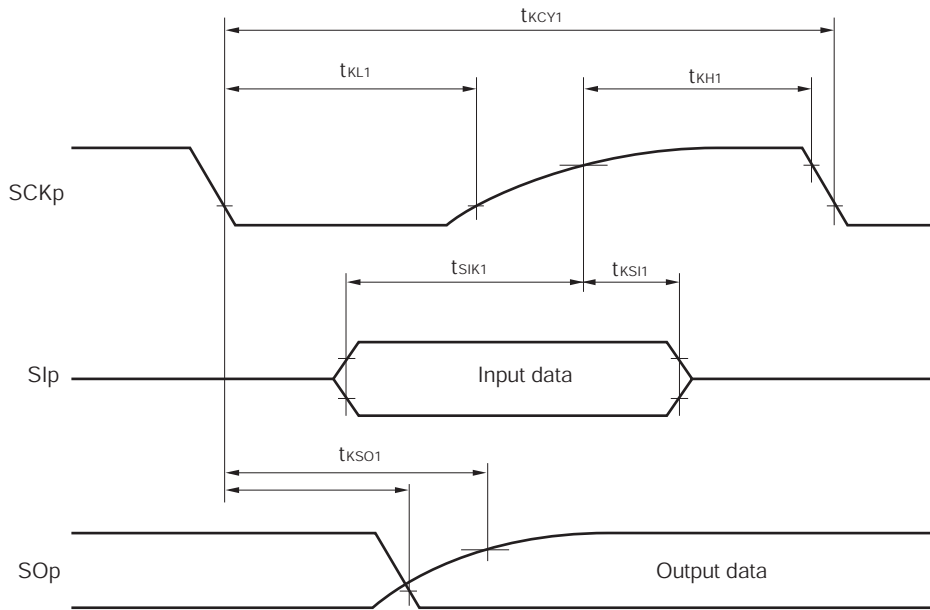 tKCY1
tKL1
tKH1
SCKp
tSIK1
tKSI1
SIp
Input data
tKSO1
SOp
Output data